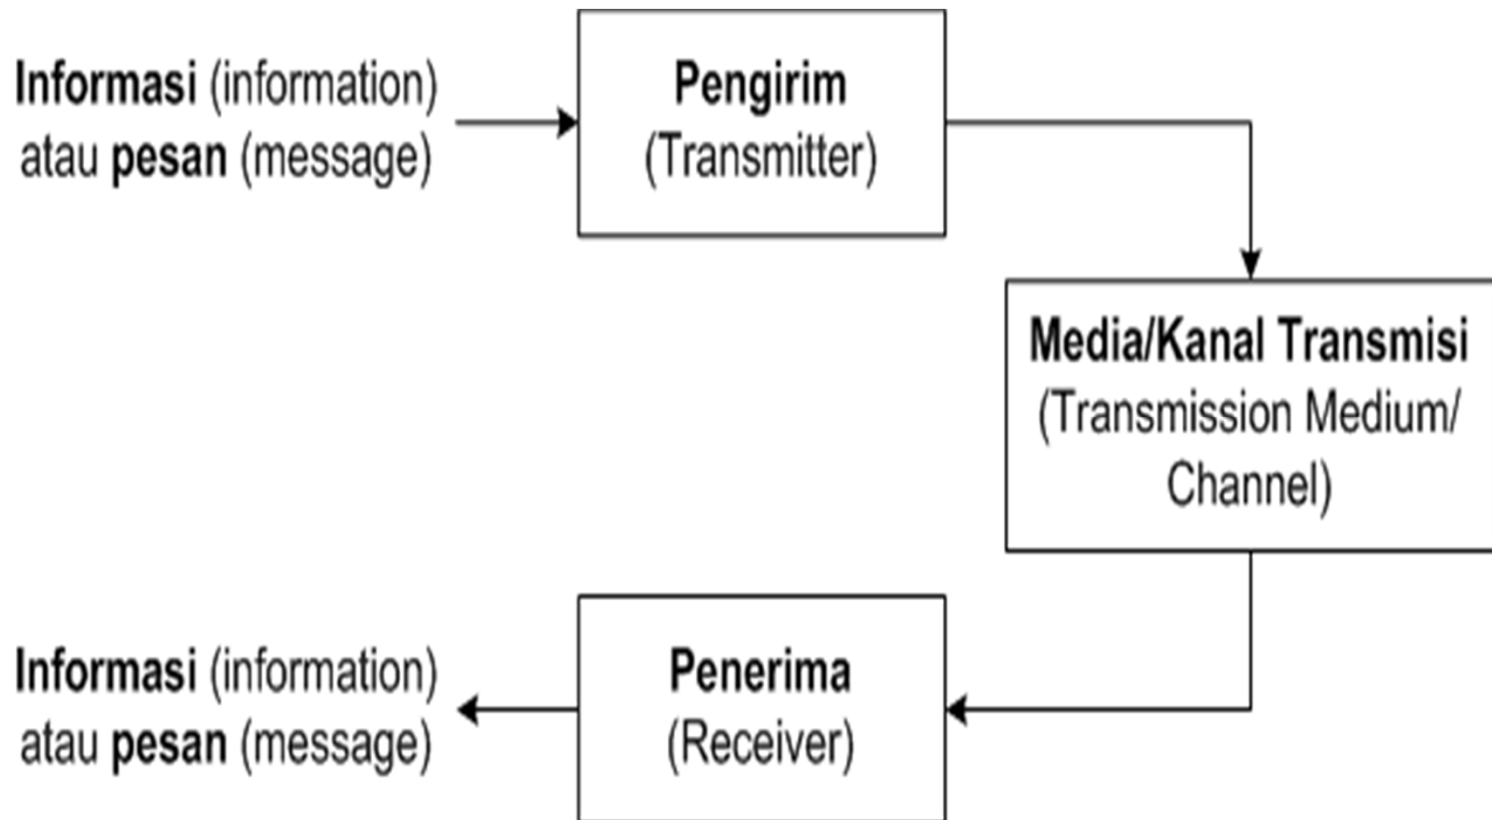 Informasi (information)
atau pesan (message)
Pengirim
(Transmitter)
Media/Kanal Transmisi
(Transmission Medium/
Channel)
Penerima
(Receiver)
Informasi (information)
atau pesan (message)